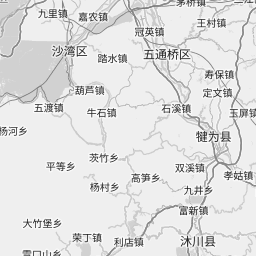 茅桥镇
九里镇
嘉农镇
王村镇
冠英镇
沙湾区
踏水镇
五通桥区
寿保镇
葫芦镇
定文镇
五渡镇
牛石镇
石溪镇
玉屏镇
杨河乡
犍为县
茨竹乡
平等乡
双溪镇
孝姑镇
高笋乡
杨村乡
九井乡
富新镇
大竹堡乡
荣丁镇
利店镇
沐川县